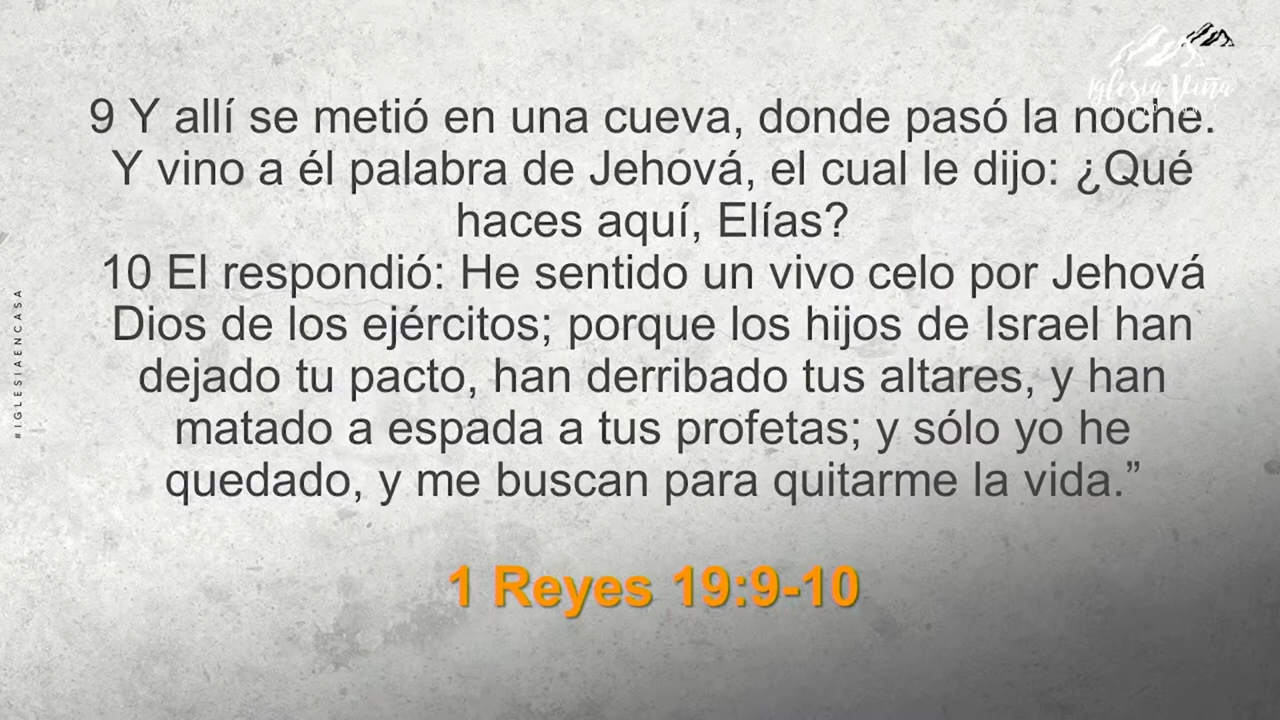 Iglesia Viña
9 Y allí se metió en una cueva, donde pasó la noche.
Y vino a él palabra de Jehová, el cual le dijo: ¿Qué
haces aquí, Elías?
10 El respondió: He sentido un vivo celo por Jehová
Dios de los ejércitos; porque los hijos de Israel han
dejado tu pacto, han derribado tus altares, y han
matado a espada a tus profetas; y sólo yo he
quedado, y me buscan para quitarme la vida.”
1 Reyes 19:9-10
#IGLESIAENCASA